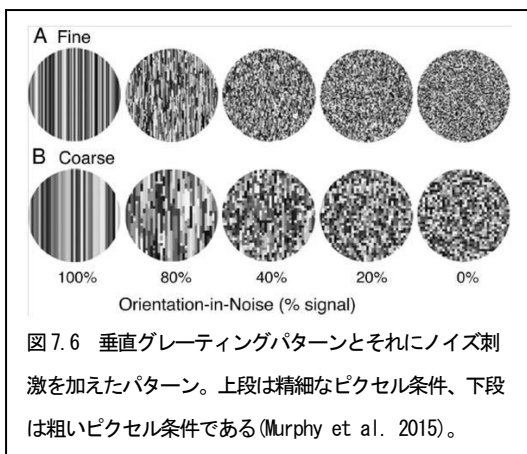 A Fine
B Coarse
100% 80% 40% 20% 0%
Orientation-in-Noise (% signal)
図7.6 垂直グレーティングパターンとそれにノイズ刺
激を加えたパターン。上段は精細なピクセル条件、下段
は粗いピクセル条件である(Murphy et al. 2015)。